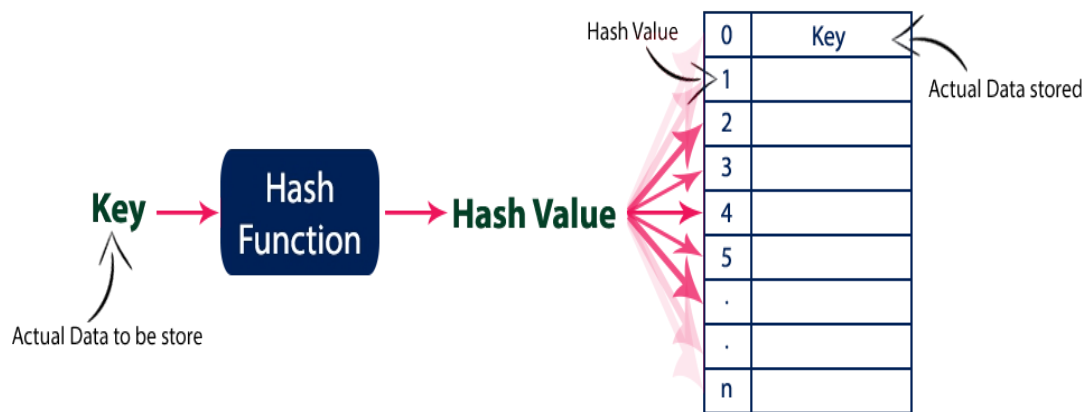 Hash Value
0 Key
1
Actual Data stored
2
3
Key
Hash
Function
Hash Value
4
5
.
.
n
Actual Data to be store